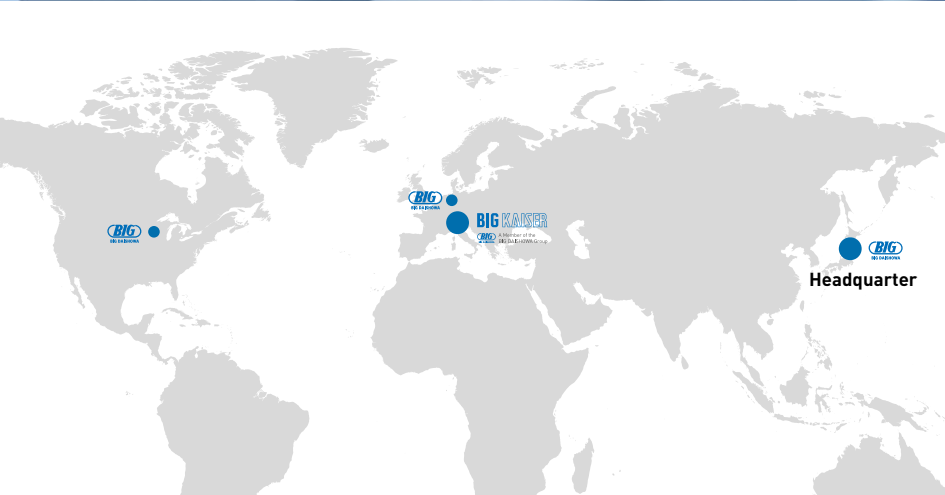 BIG
BIG DAISHOWA
BIG KAISER
BIG
A Member of the
BIG DAISHOWA Group
BIG
BIG DAISHOWA
BIG
BIG DAISHOWA
Headquarter